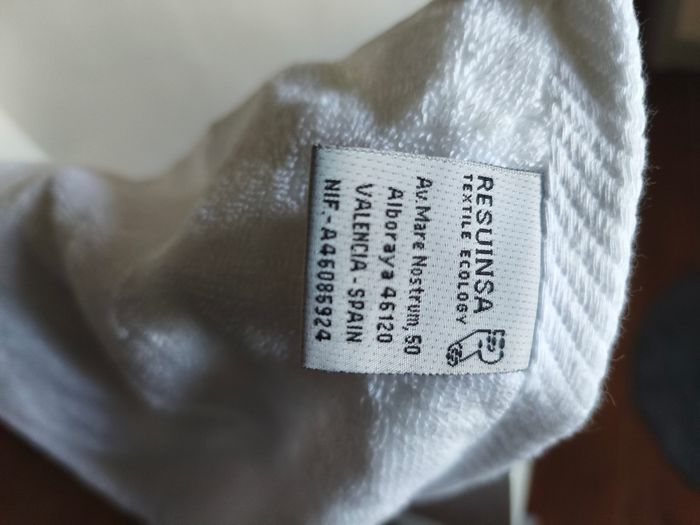 RESUINSA
TEXTILE ECOLOGY
Av. Mare Nostrum, 50
Alboraya 46120
VALENCIA - SPAIN
NIF - A46085924